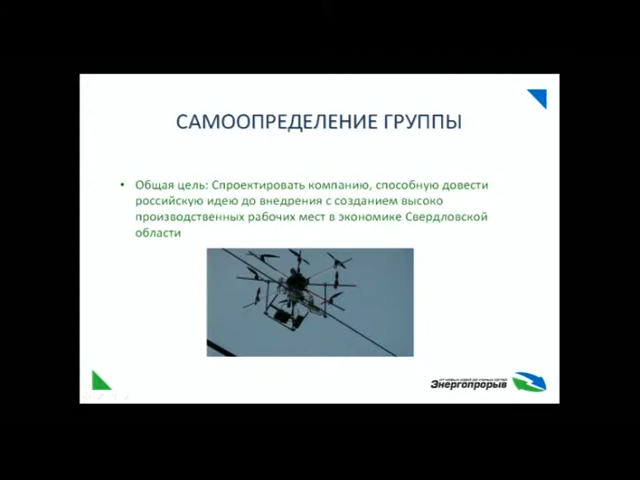 САМООПРЕДЕЛЕНИЕ ГРУППЫ
• Общая цель: Спроектировать компанию, способную довести
российскую идею до внедрения с созданием высоко
производственных рабочих мест в экономике Свердловской
области
Энергопрорыв